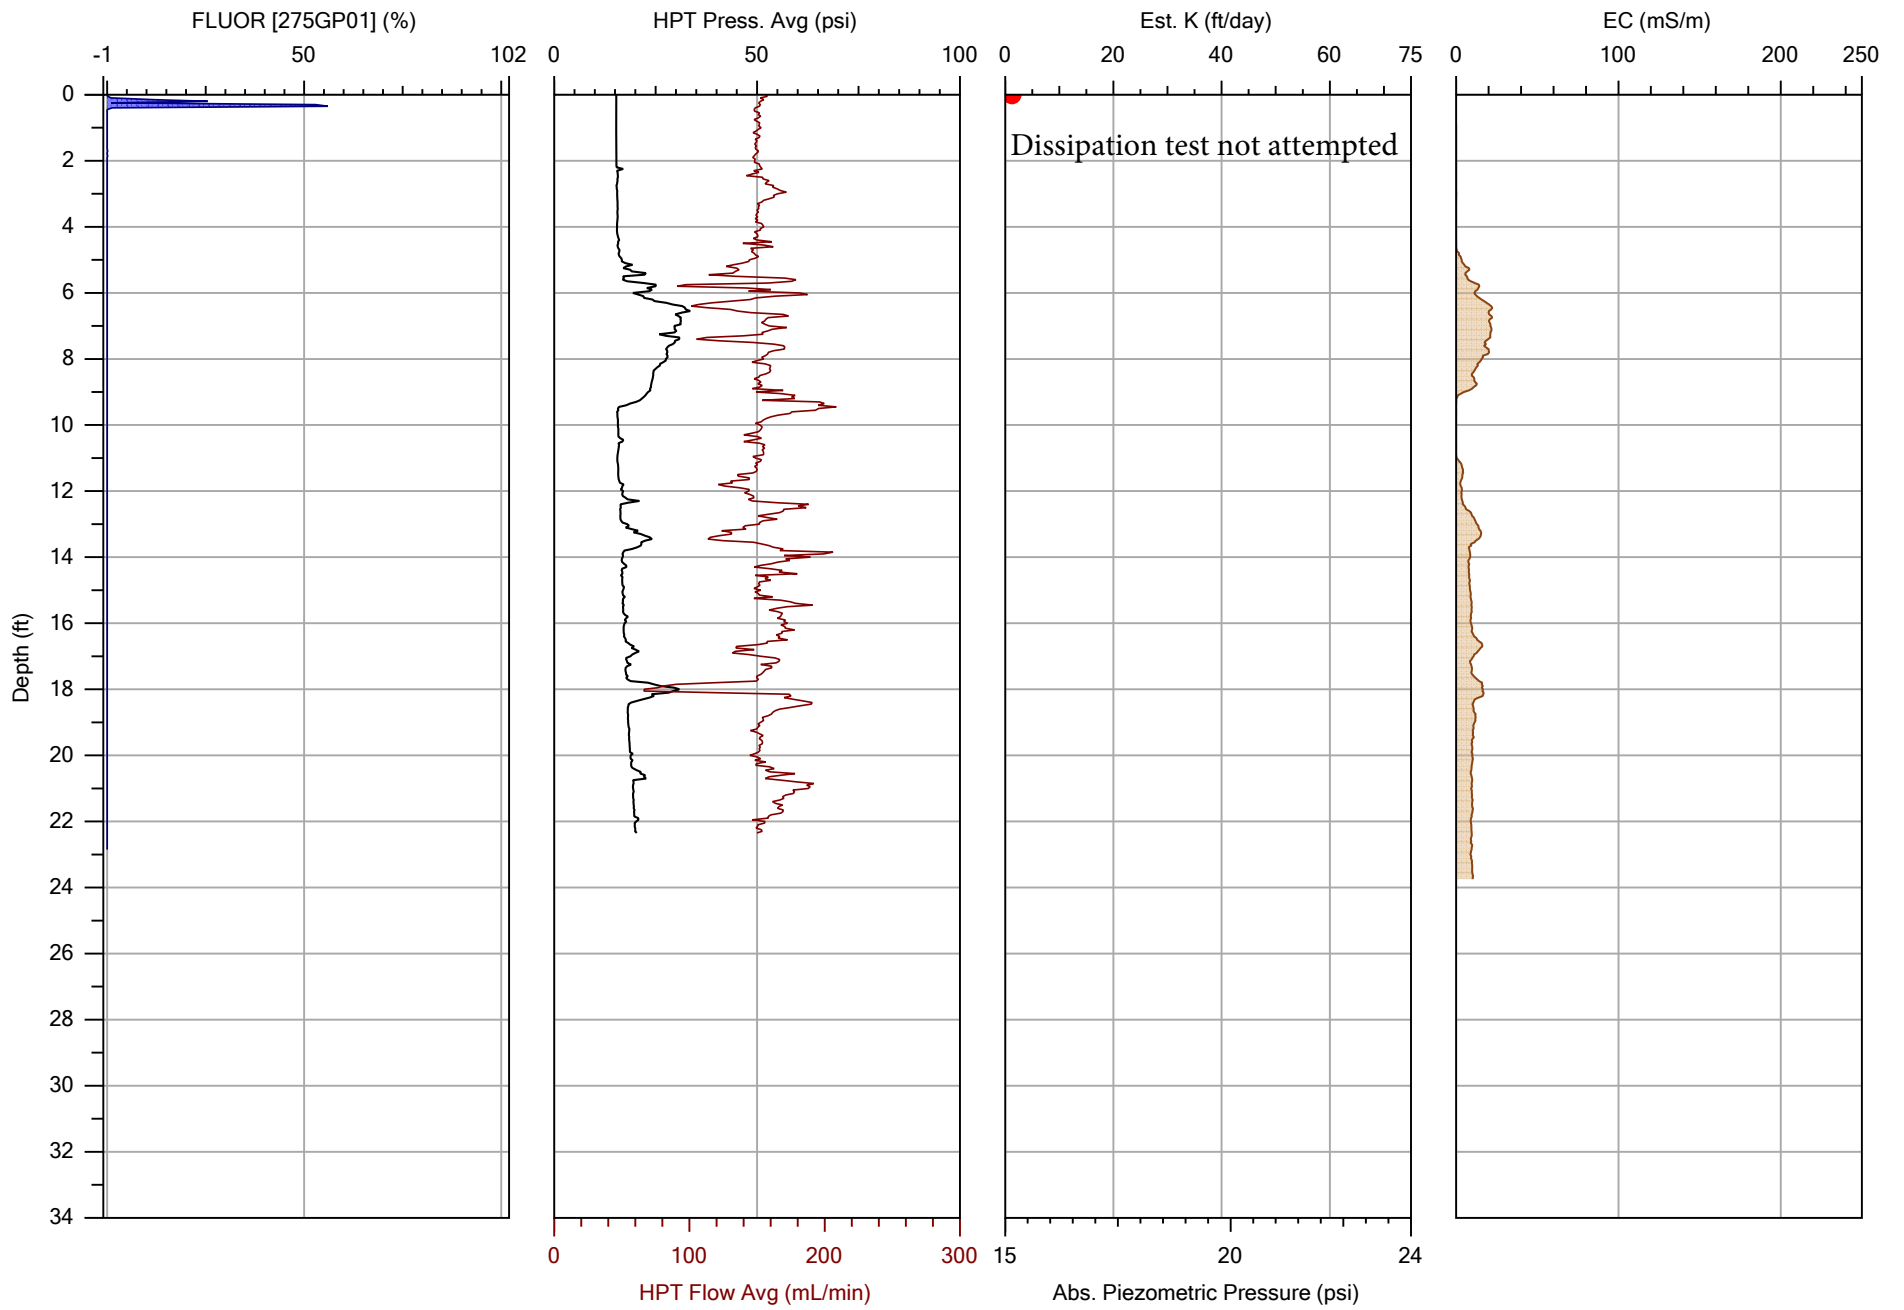 FLUOR [275GP01] (%)
HPT Press. Avg (psi)
Est. K (ft/day)
EC (mS/m)
-1 50 102
0 50 100
0 20 40 60 75
0 100 200 250
Dissipation test not attempted
Depth (ft)
0
2
4
6
8
10
12
14
16
18
20
22
24
26
28
30
32
34
0 100 200 300
15 20 24
HPT Flow Avg (mL/min)
Abs. Piezometric Pressure (psi)